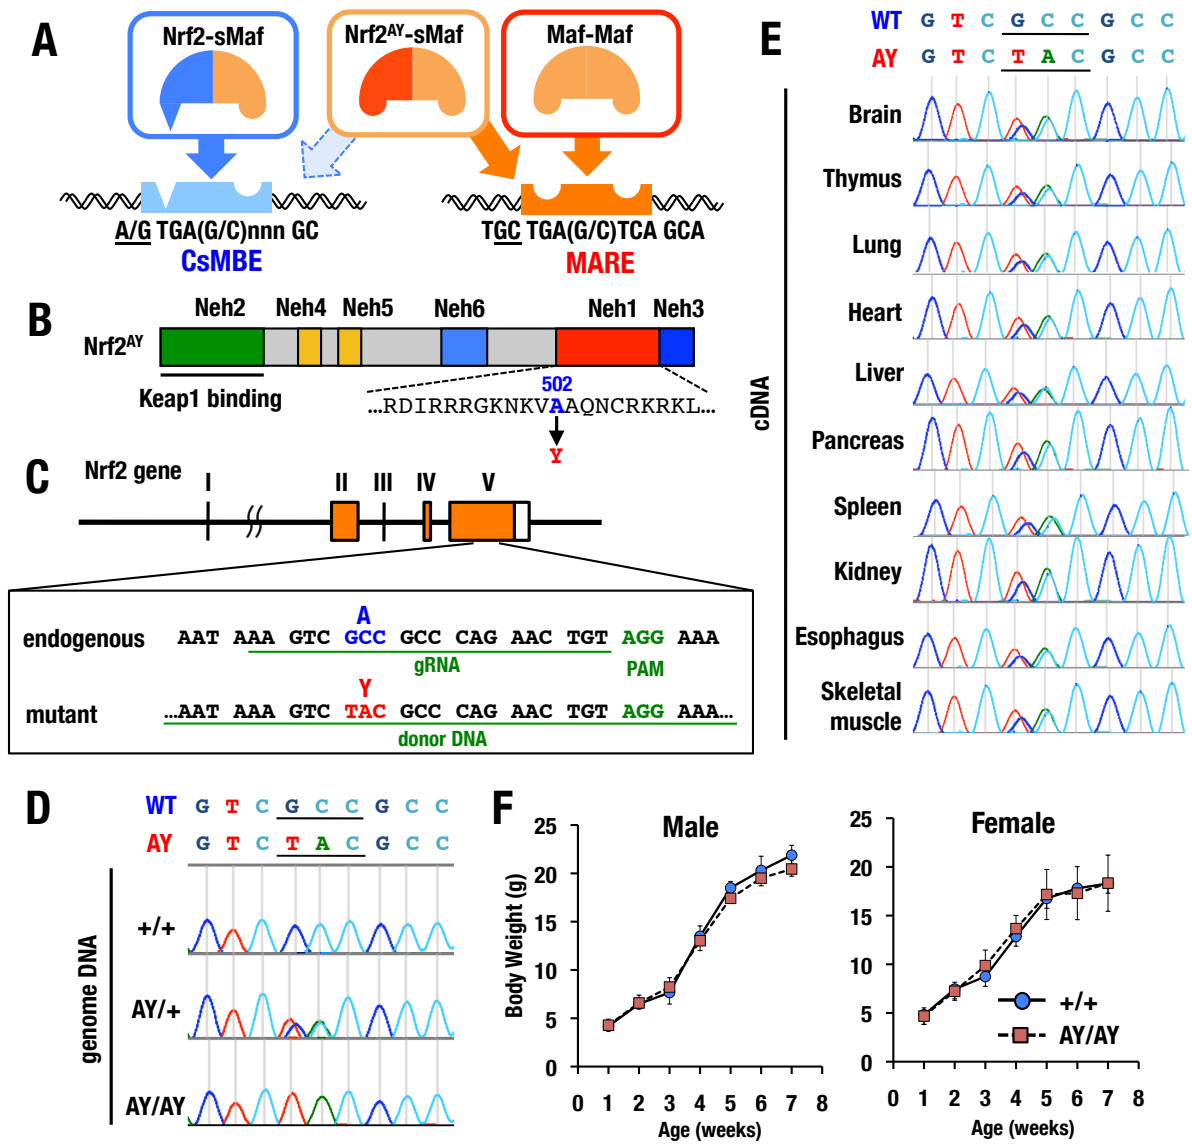 A
Nrf2-sMaf
Nrf2AY-sMaf
Maf-Maf
A/G TGA(G/C)nnn GC
CsMBE
TGC TGA(G/C)TCA GCA
MARE
B
Neh2
Neh4
Neh5
Neh6
Neh1
Neh3
Nrf2AY
Keap1 binding
502
...RDIRRRGKNKVAAQNCRKRKL...
Y
C
Nrf2 gene
I
II
III
IV
V
A
endogenous
AAT AAA GTC GCC GCC CAG AAC TGT AGG AAA
gRNA
PAM
Y
mutant
...AAT AAA GTC TAC GCC CAG AAC TGT AGG AAA...
donor DNA
D
WT G T C G C C G C C
AY G T C T A C G C C
genome DNA
+/+
AY/+
AY/AY
E
WT G T C G C C G C C
AY G T C T A C G C C
cDNA
Brain
Thymus
Lung
Heart
Liver
Pancreas
Spleen
Kidney
Esophagus
Skeletal
muscle
F
Male
Body Weight (g)
25
20
15
10
5
0
0 1 2 3 4 5 6 7 8
Age (weeks)
Female
25
20
15
10
5
0
0 1 2 3 4 5 6 7 8
Age (weeks)
+/+
AY/AY